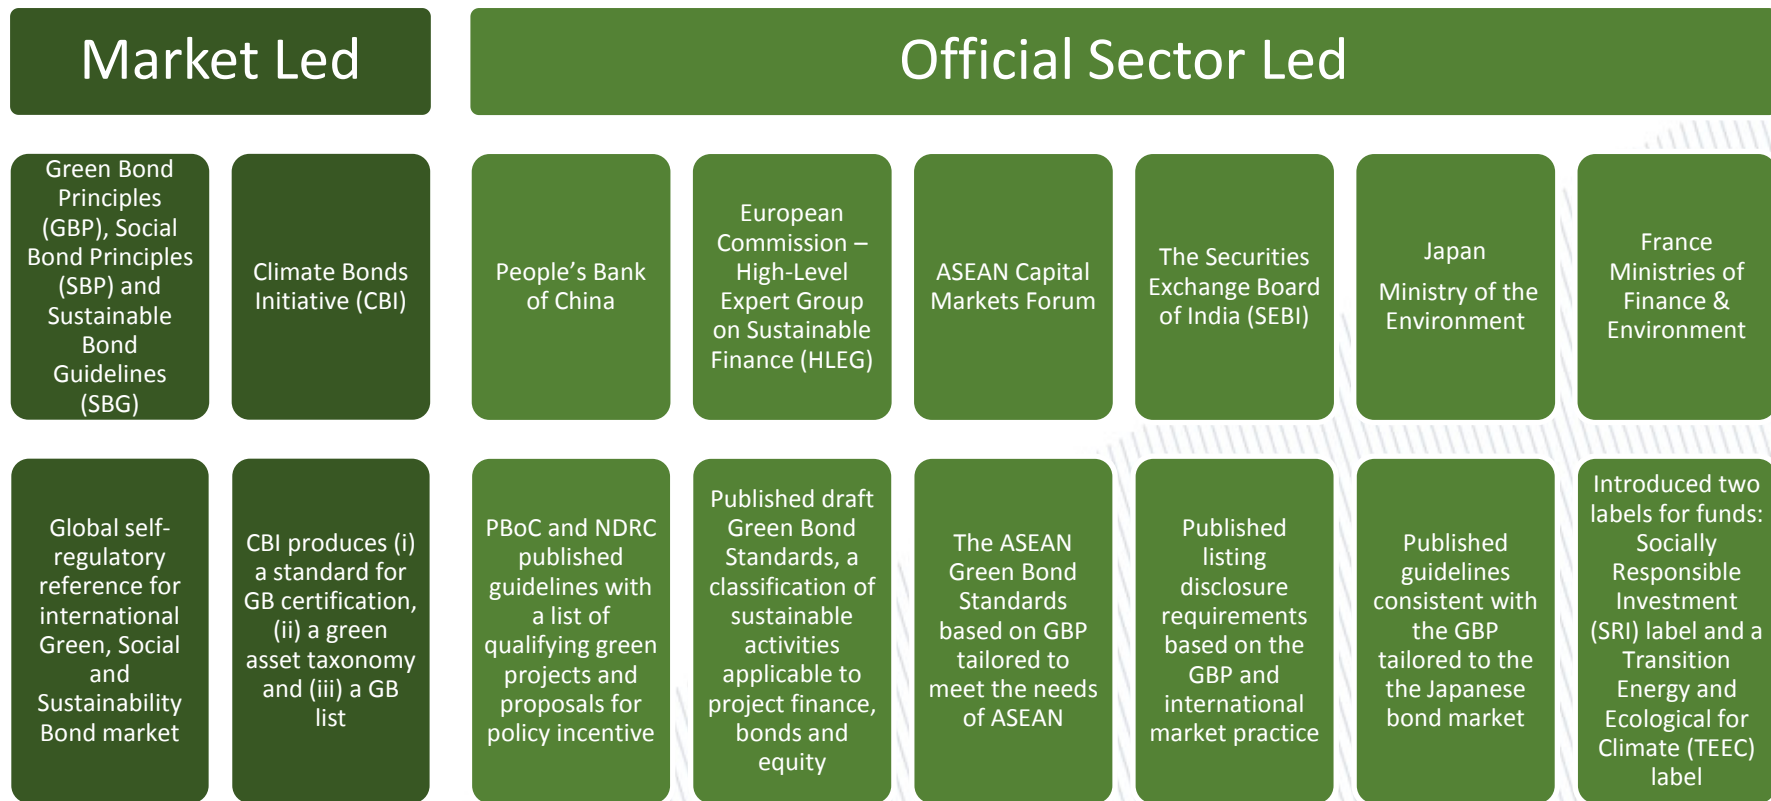 Market Led
Official Sector Led
Green Bond
Principles
(GBP), Social
Bond Principles
(SBP) and
Sustainable
Bond
Guidelines
(SBG)
Climate Bonds
Initiative (CBI)
People’s Bank
of China
European
Commission –
High-Level
Expert Group
on Sustainable
Finance (HLEG)
ASEAN Capital
Markets Forum
The Securities
Exchange Board
of India (SEBI)
Japan
Ministry of the
Environment
France
Ministries of
Finance &
Environment
Global self-
regulatory
reference for
international
Green, Social
and
Sustainability
Bond market
CBI produces (i)
a standard for
GB certification,
(ii) a green
asset taxonomy
and (iii) a GB
list
PBoC and NDRC
published
guidelines with
a list of
qualifying green
projects and
proposals for
policy incentive
Published draft
Green Bond
Standards, a
classification of
sustainable
activities
applicable to
project finance,
bonds and
equity
The ASEAN
Green Bond
Standards
based on GBP
tailored to
meet the needs
of ASEAN
Published
listing
disclosure
requirements
based on the
GBP and
international
market practice
Published
guidelines
consistent with
the GBP
tailored to the
the Japanese
bond market
Introduced two
labels for funds:
Socially
Responsible
Investment
(SRI) label and a
Transition
Energy and
Ecological for
Climate (TEEC)
label